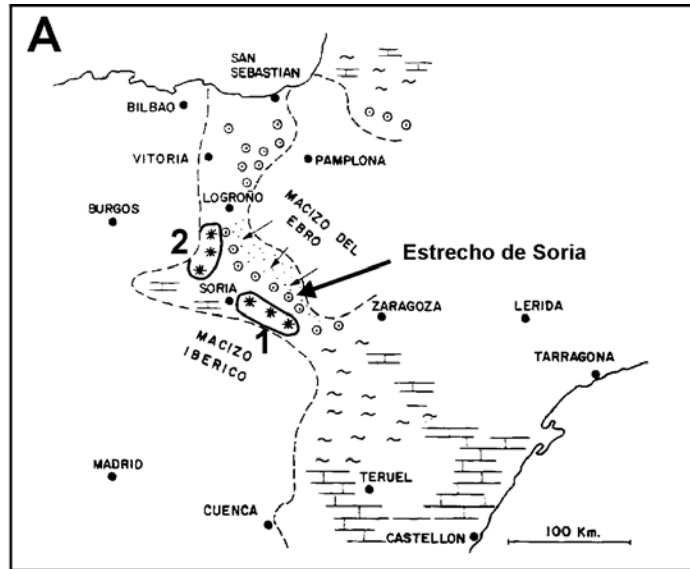 A
SAN
SEBASTIAN
BILBAO
VITORIA
PAMPLONA
LOGROÑO
BURGOS
MACIZO DEL
EBRO
2
Estrecho de Soria
SORIA
ZARAGOZA
LERIDA
1
MACIZO
IBERICO
TARRAGONA
MADRID
TERUEL
CUENCA
CASTELLON
100 Km.